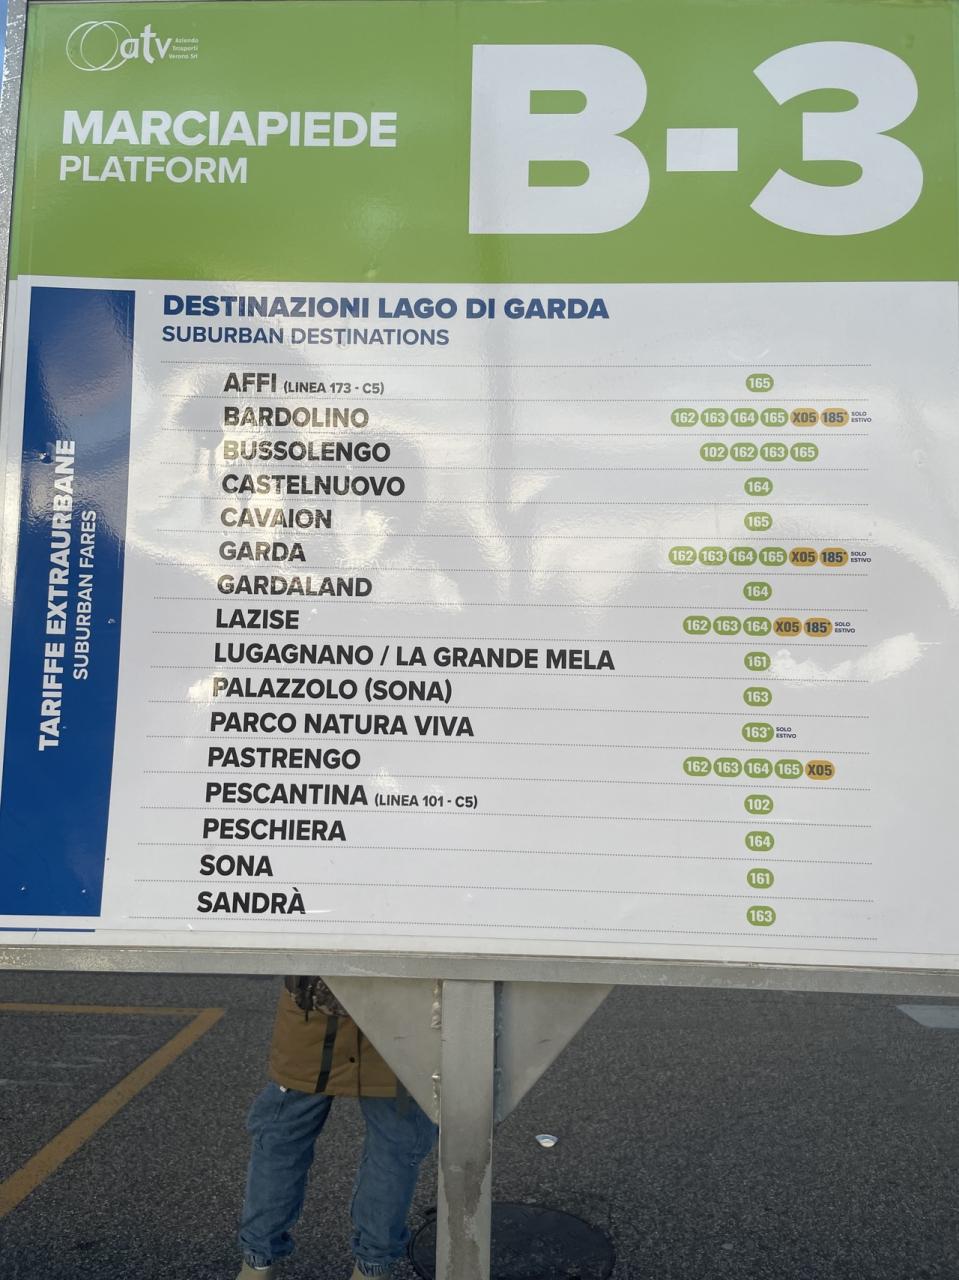 atv Azienda
Trasporti
Verona Srl
MARCIAPIEDE
PLATFORM
B-3
TARIFFE EXTRAURBANE
SUBURBAN FARES
DESTINAZIONI LAGO DI GARDA
SUBURBAN DESTINATIONS
AFFI (LINEA 173 - C5) 165
BARDOLINO 162 163 164 165 X05 185* SOLO ESTIVO
BUSSOLENGO 102 162 163 165
CASTELNUOVO 164
CAVAION 165
GARDA 162 163 164 165 X05 185* SOLO ESTIVO
GARDALAND 164
LAZISE 162 163 164 X05 185* SOLO ESTIVO
LUGAGNANO / LA GRANDE MELA 161
PALAZZOLO (SONA) 163
PARCO NATURA VIVA 163* SOLO ESTIVO
PASTRENGO 162 163 164 165 X05
PESCANTINA (LINEA 101 - C5) 102
PESCHIERA 164
SONA 161
SANDRÀ 163